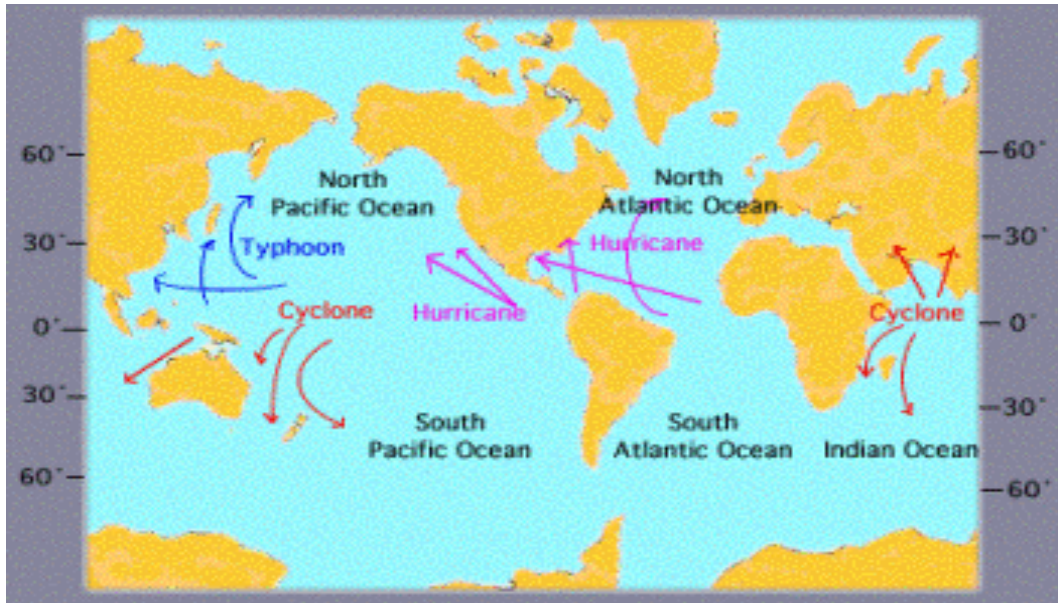 60°
60°
North
Pacific Ocean
North
Atlantic Ocean
30°
Typhoon
Hurricane
30°
Cyclone
Hurricane
Cyclone
0°
0°
30°
30°
South
Pacific Ocean
South
Atlantic Ocean
Indian Ocean
60°
60°